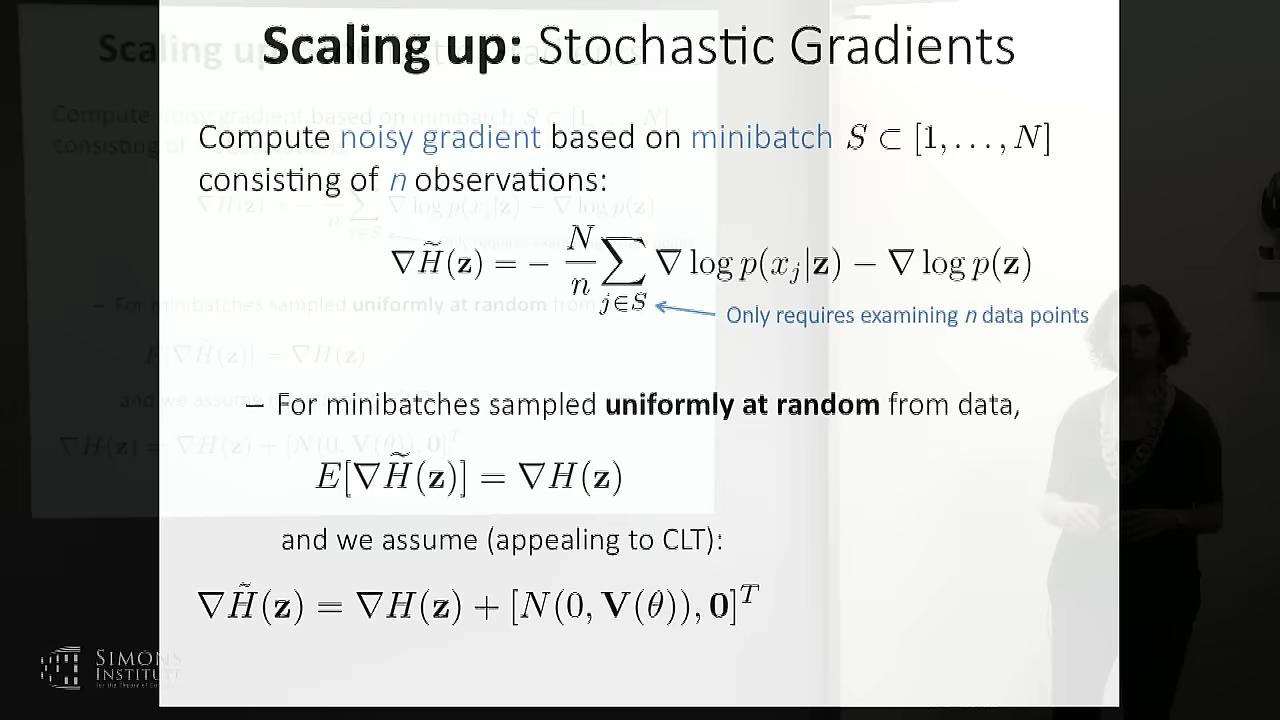 Scaling up: Stochastic Gradients
Compute noisy gradient based on minibatch S ⊂ [1, . . . , N]
consisting of n observations:
∇H̃(z) = − N/n ∑_{j∈S} ∇ log p(x_j|z) − ∇ log p(z)
Only requires examining n data points
– For minibatches sampled uniformly at random from data,
E[∇H̃(z)] = ∇H(z)
and we assume (appealing to CLT):
∇H̃(z) = ∇H(z) + [N(0, V(θ)), 0]^T
SIMONS
INSTITUTE